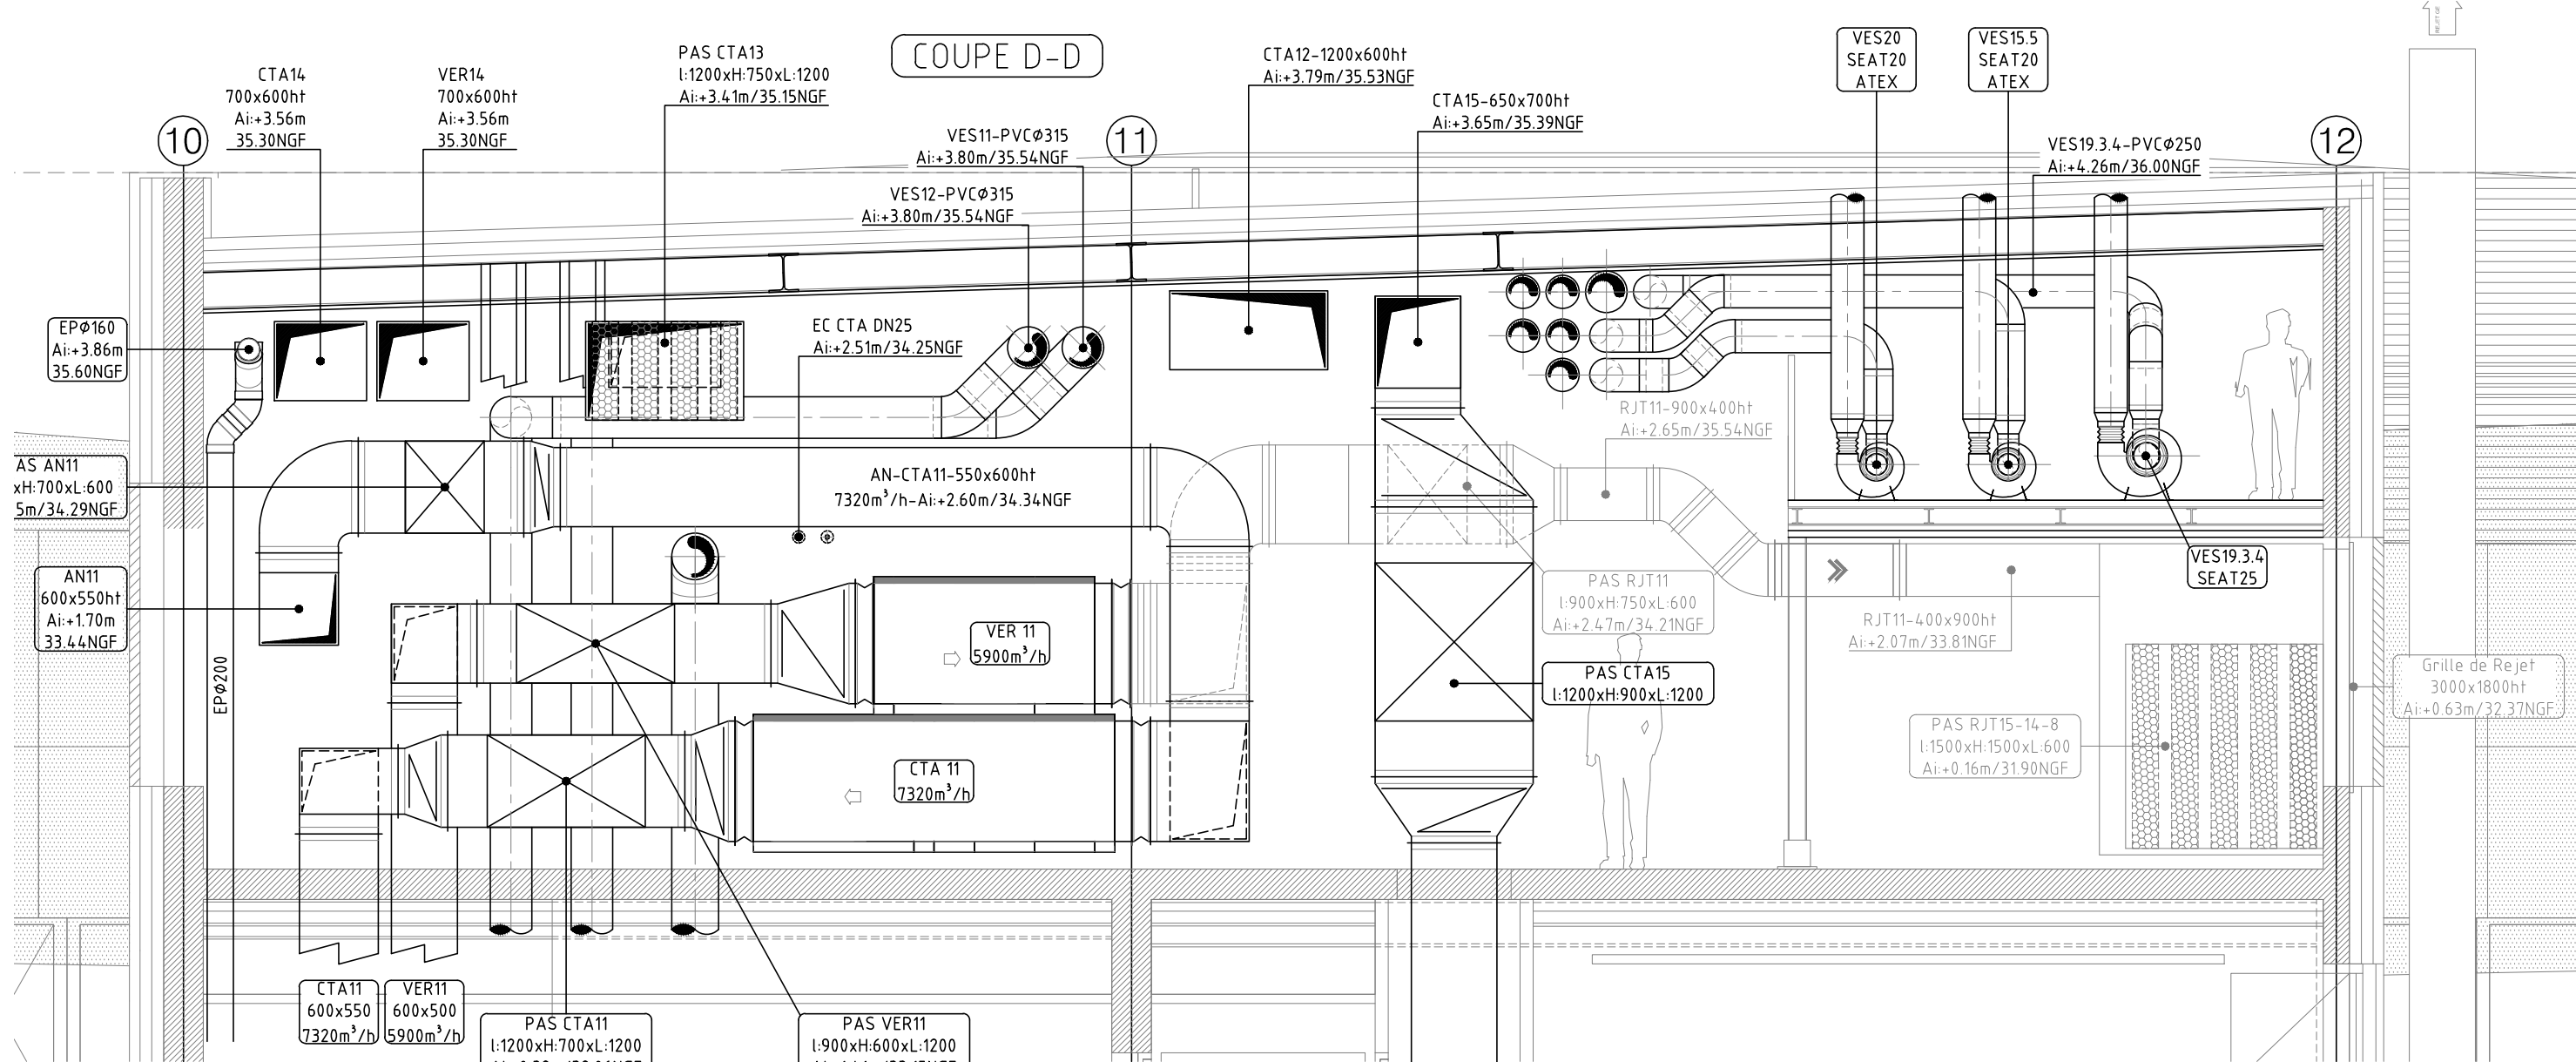 COUPE D-D
CTA14
700x600ht
Ai:+3.56m
35.30NGF
VER14
700x600ht
Ai:+3.56m
35.30NGF
PAS CTA13
l:1200xH:750xL:1200
Ai:+3.41m/35.15NGF
VES11-PVCØ315
Ai:+3.80m/35.54NGF
VES12-PVCØ315
Ai:+3.80m/35.54NGF
CTA12-1200x600ht
Ai:+3.79m/35.53NGF
CTA15-650x700ht
Ai:+3.65m/35.39NGF
VES20
SEAT20
ATEX
VES15.5
SEAT20
ATEX
VES19.3.4-PVCØ250
Ai:+4.26m/36.00NGF
10
11
12
EPØ160
Ai:+3.86m
35.60NGF
EC CTA DN25
Ai:+2.51m/34.25NGF
RJT11-900x400ht
Ai:+2.65m/35.54NGF
AS AN11
xH:700xL:600
5m/34.29NGF
AN-CTA11-550x600ht
7320m³/h-Ai:+2.60m/34.34NGF
AN11
600x550ht
Ai:+1.70m
33.44NGF
VES19.3.4
SEAT25
PAS RJT11
l:900xH:750xL:600
Ai:+2.47m/34.21NGF
RJT11-400x900ht
Ai:+2.07m/33.81NGF
VER 11
5900m³/h
EPØ200
PAS CTA15
l:1200xH:900xL:1200
Grille de Rejet
3000x1800ht
Ai:+0.63m/32.37NGF
PAS RJT15-14-8
l:1500xH:1500xL:600
Ai:+0.16m/31.90NGF
CTA 11
7320m³/h
CTA11
600x550
7320m³/h
VER11
600x500
5900m³/h
PAS CTA11
l:1200xH:700xL:1200
PAS VER11
l:900xH:600xL:1200